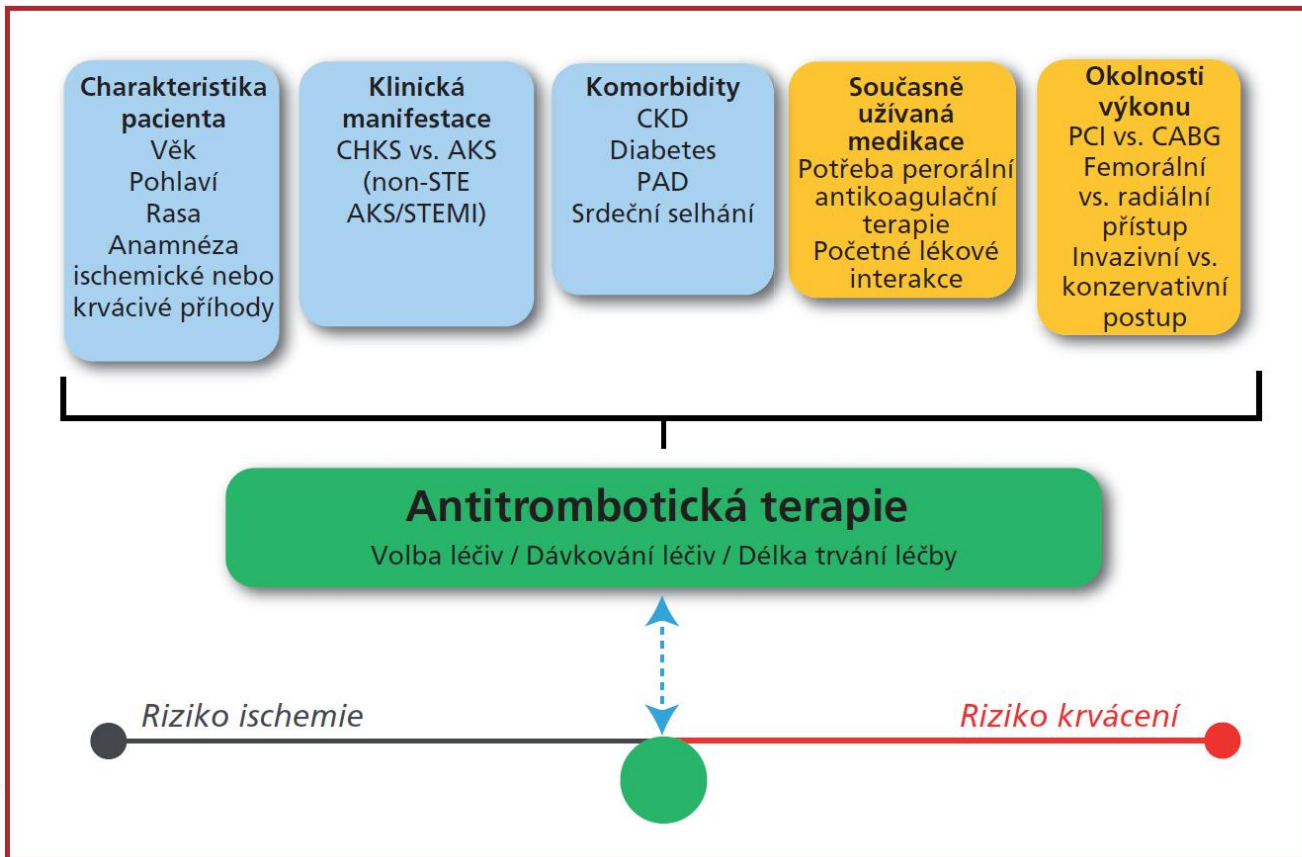 Charakteristika
pacienta
Věk
Pohlaví
Rasa
Anamnéza
ischemické nebo
krvácivé příhody
Klinická
manifestace
CHKS vs. AKS
(non-STE
AKS/STEMI)
Komorbidity
CKD
Diabetes
PAD
Srdeční selhání
Současně
užívaná
medikace
Potřeba perorální
antikoagulační
terapie
Početné lékové
interakce
Okolnosti
výkonu
PCI vs. CABG
Femorální
vs. radiální
přístup
Invazivní vs.
konzervativní
postup
Antitrombotická terapie
Volba léčiv / Dávkování léčiv / Délka trvání léčby
Riziko ischemie
Riziko krvácení